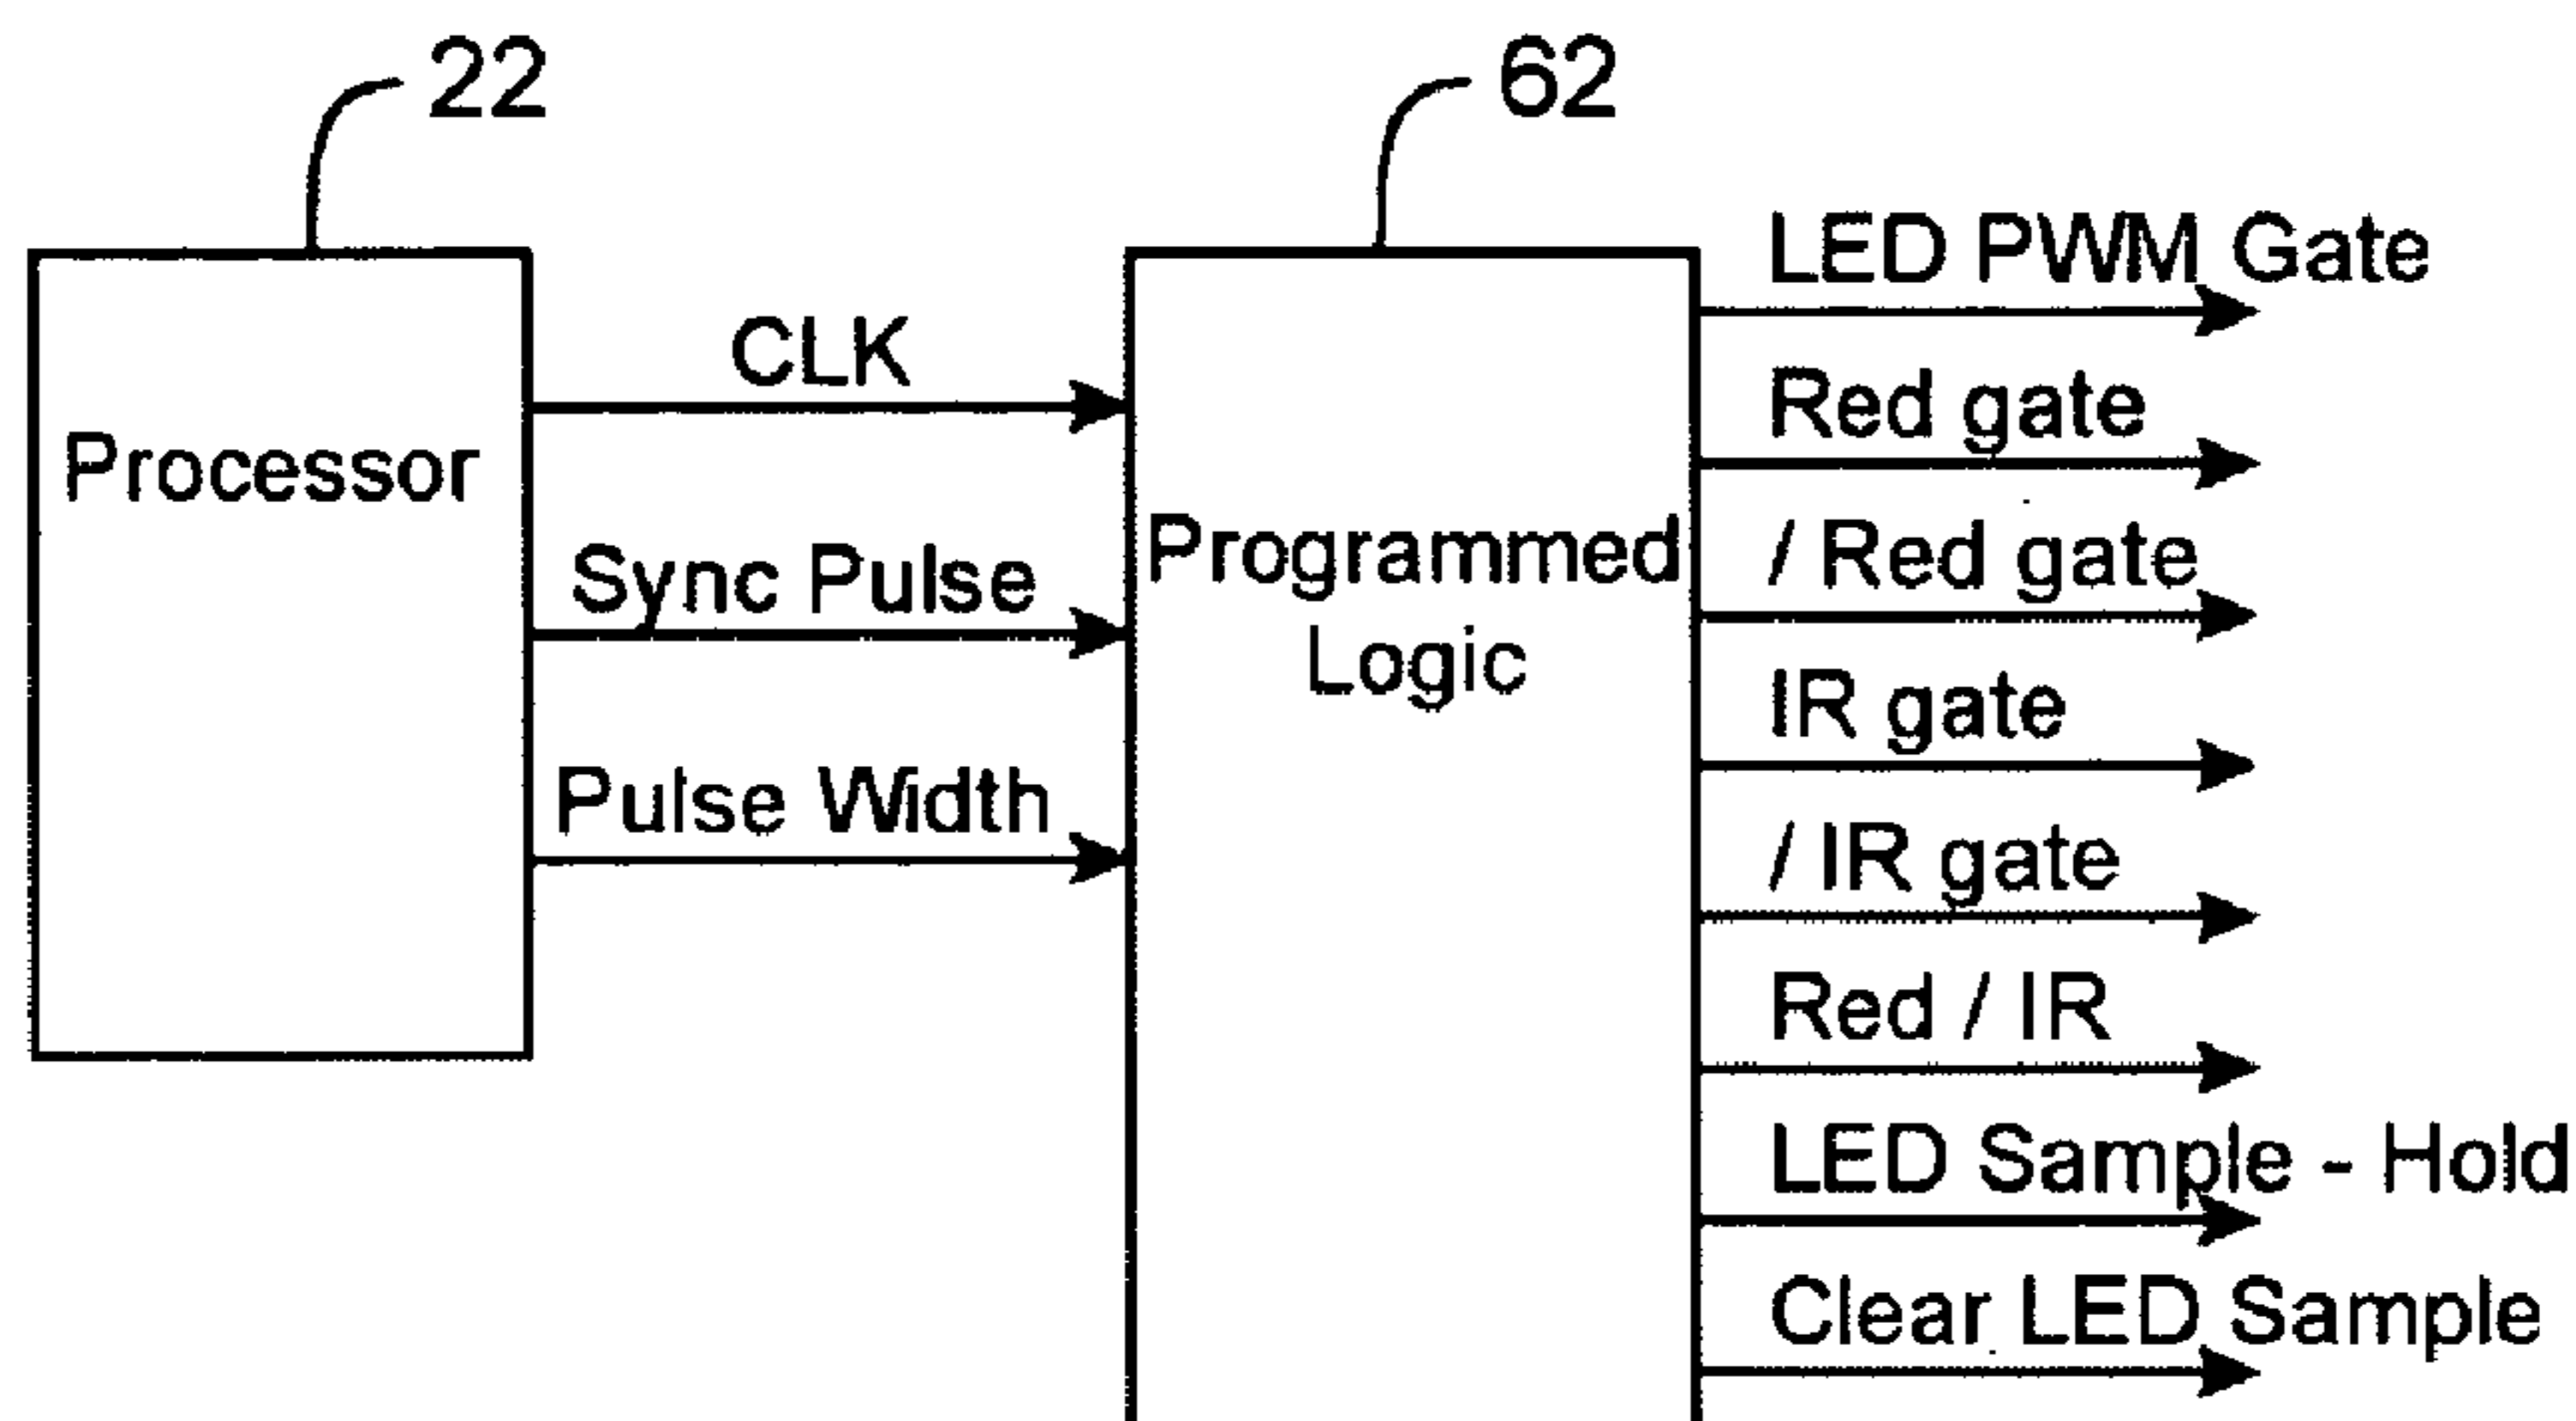 22
62
Processor
CLK
Sync Pulse
Pulse Width
Programmed
Logic
LED PWM Gate
Red gate
/ Red gate
IR gate
/ IR gate
Red / IR
LED Sample - Hold
Clear LED Sample